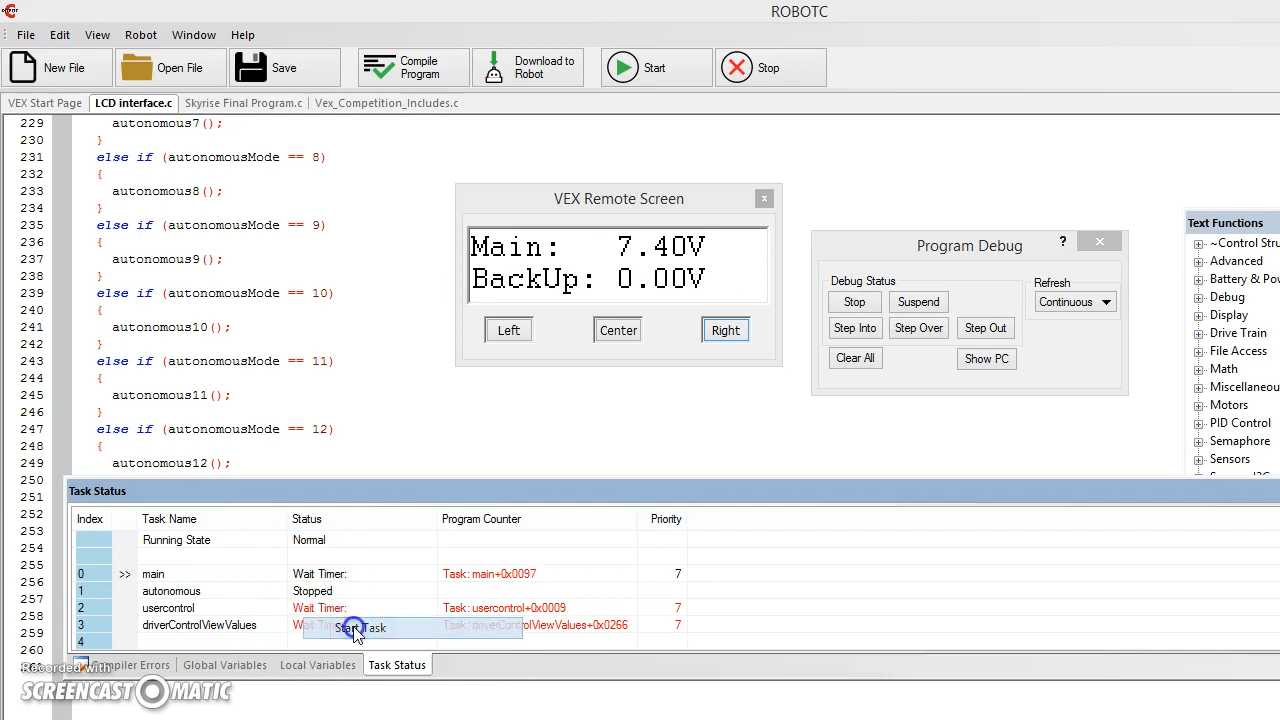 ROBOTC
File Edit View Robot Window Help
New File Open File Save Compile Program Download to Robot Start Stop
VEX Start Page LCD interface.c Skyrise Final Program.c Vex_Competition_Includes.c
229 autonomous7();
230 }
231 else if (autonomousMode == 8)
232 {
233 autonomous8();
234 }
235 else if (autonomousMode == 9)
236 {
237 autonomous9();
238 }
239 else if (autonomousMode == 10)
240 {
241 autonomous10();
242 }
243 else if (autonomousMode == 11)
244 {
245 autonomous11();
246 }
247 else if (autonomousMode == 12)
248 {
249 autonomous12();
250
251
252
253
254
255
256
257
258
259
260
VEX Remote Screen x
Main: 7.40V
BackUp: 0.00V
Left Center Right
Program Debug ? x
Debug Status
Stop Suspend
Step Into Step Over Step Out
Clear All Show PC
Refresh
Continuous
Text Functions
~Control Stru
Advanced
Battery & Pow
Debug
Display
Drive Train
File Access
Math
Miscellaneou
Motors
PID Control
Semaphore
Sensors
Task Status
Index Task Name Status Program Counter Priority
Running State Normal
0 >> main Wait Timer: Task: main+0x0097 7
1 autonomous Stopped
2 usercontrol Wait Timer: Task: usercontrol+0x0009 7
3 driverControlViewValues Task: driverControlViewValues+0x0266 7
4
Start Task
Compiler Errors Global Variables Local Variables Task Status
Recorded with
SCREENCAST-O-MATIC